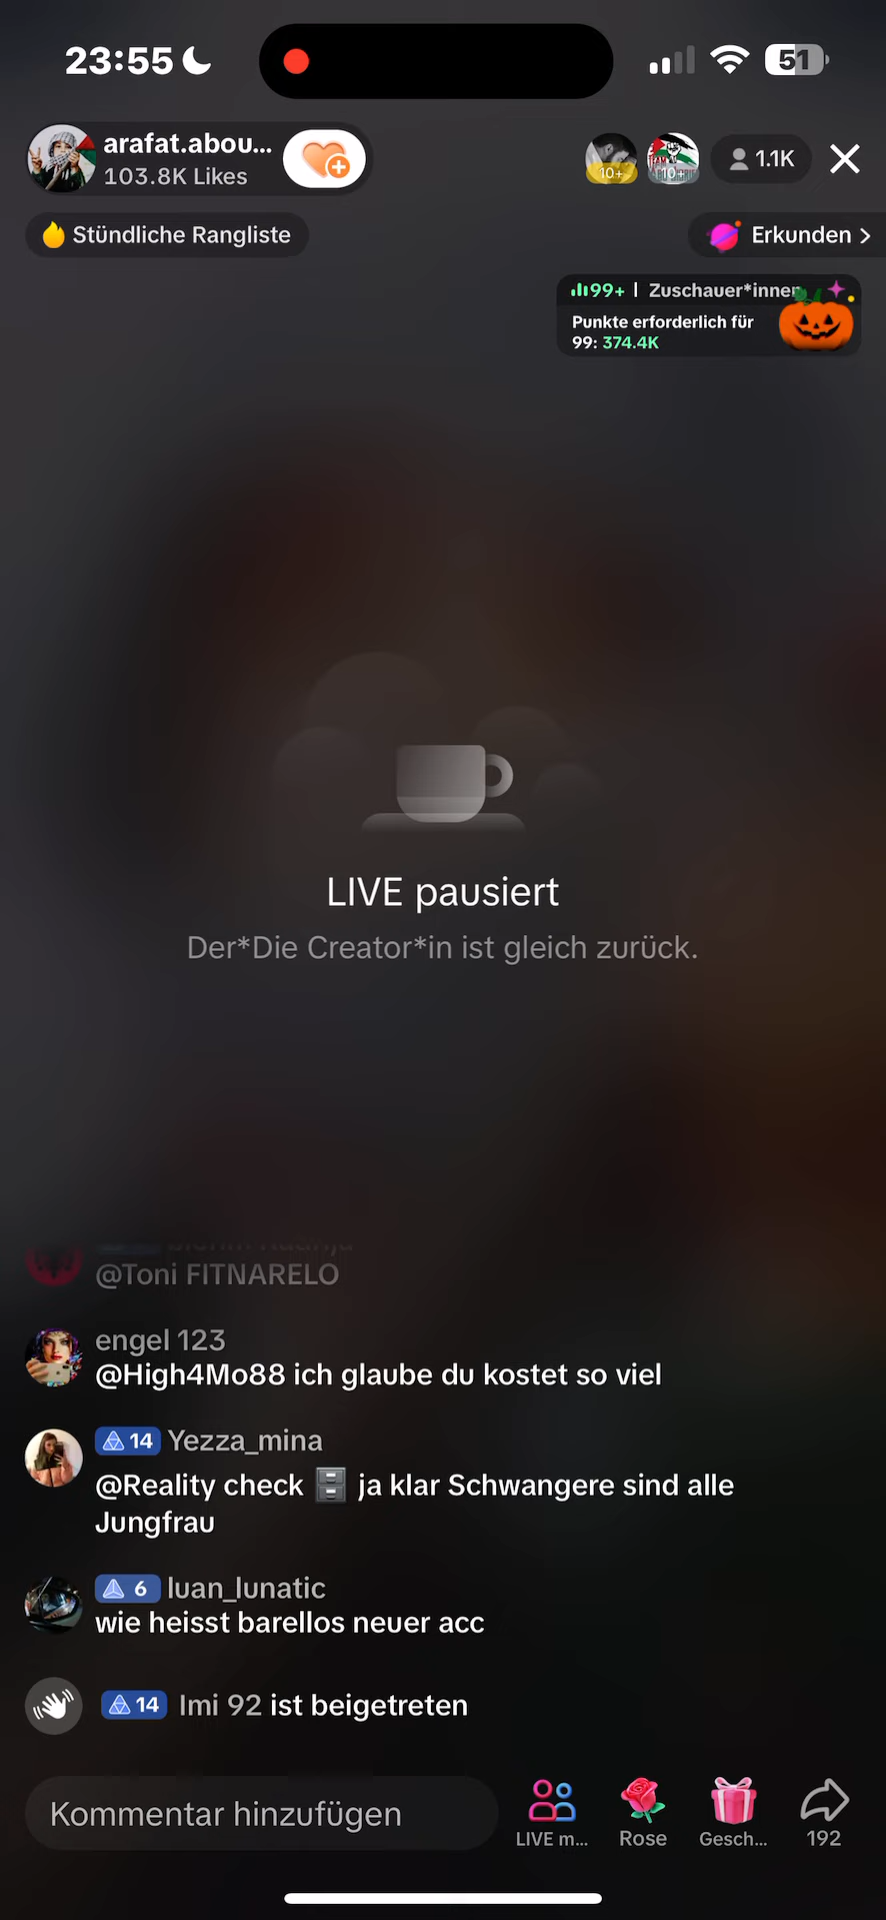 23:55
51
arafat.abou...
103.8K Likes
10+
10+
1.1K
Stündliche Rangliste
Erkunden >
99+ | Zuschauer*innen
Punkte erforderlich für
99: 374.4K
LIVE pausiert
Der*Die Creator*in ist gleich zurück.
@Toni FITNARELO
engel 123
@High4Mo88 ich glaube du kostet so viel
14 Yezza_mina
@Reality check 🗄️ ja klar Schwangere sind alle
Jungfrau
6 luan_lunatic
wie heisst barellos neuer acc
14 Imi 92 ist beigetreten
Kommentar hinzufügen
LIVE m...
Rose
Gesch...
192